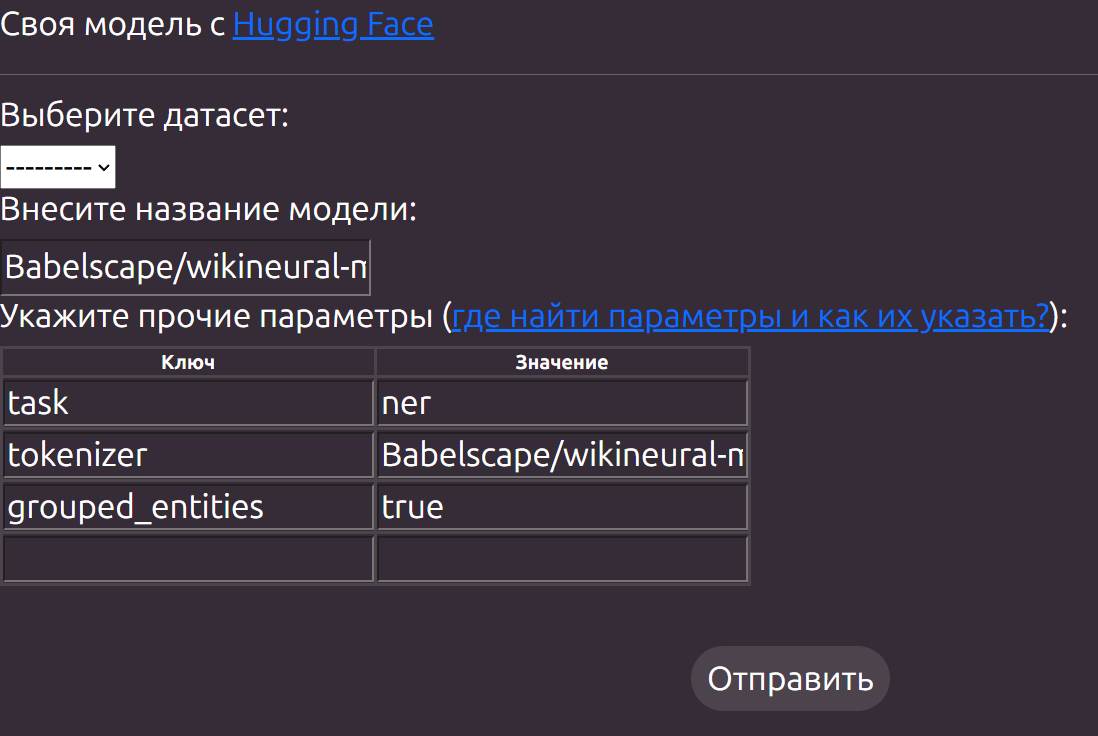 Своя модель с Hugging Face
Выберите датасет:
---------
Внесите название модели:
Babelscape/wikineural-m
Укажите прочие параметры (где найти параметры и как их указать?):
Ключ Значение
task ner
tokenizer Babelscape/wikineural-m
grouped_entities true
Отправить